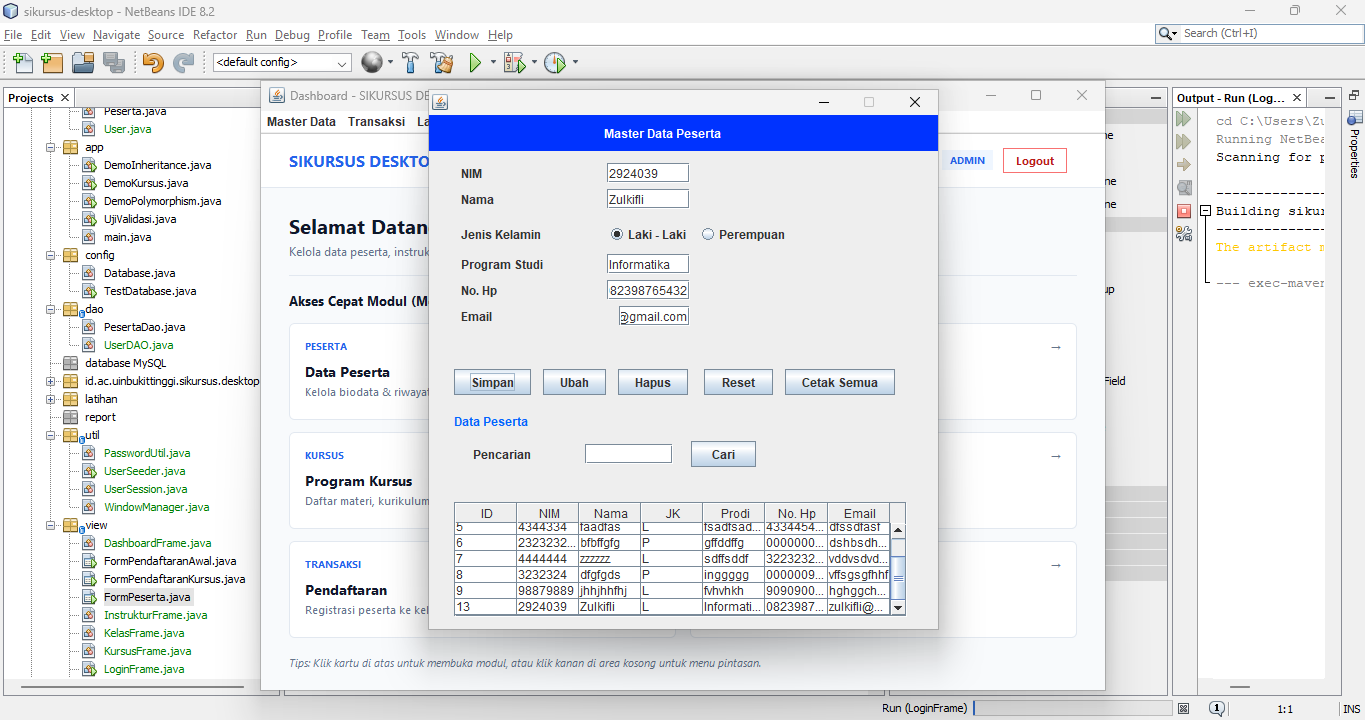 sikursus-desktop - NetBeans IDE 8.2
File Edit View Navigate Source Refactor Run Debug Profile Team Tools Window Help
Search (Ctrl+I)
<default config>
Projects
Peserta.java
User.java
app
DemoInheritance.java
DemoKursus.java
DemoPolymorphism.java
UjiValidasi.java
main.java
config
Database.java
TestDatabase.java
dao
PesertaDao.java
UserDAO.java
database MySQL
id.ac.uinbukittinggi.sikursus.desktop
latihan
report
util
PasswordUtil.java
UserSeeder.java
UserSession.java
WindowManager.java
view
DashboardFrame.java
FormPendaftaranAwal.java
FormPendaftaranKursus.java
FormPeserta.java
InstrukturFrame.java
KelasFrame.java
KursusFrame.java
LoginFrame.java
Dashboard - SIKURSUS DE
Master Data Transaksi La
SIKURSUS DESKTO
ADMIN
Logout
Selamat Datan
Kelola data peserta, instruk
Akses Cepat Modul (M
PESERTA
→
Data Peserta
Kelola biodata & riwayat
KURSUS
→
Program Kursus
Daftar materi, kurikulum
TRANSAKSI
→
Pendaftaran
Registrasi peserta ke kel
Tips: Klik kartu di atas untuk membuka modul, atau klik kanan di area kosong untuk menu pintasan.
Master Data Peserta
NIM 2924039
Nama Zulkifli
Jenis Kelamin Laki - Laki Perempuan
Program Studi Informatika
No. Hp 82398765432
Email @gmail.com
Simpan Ubah Hapus Reset Cetak Semua
Data Peserta
Pencarian Cari
ID NIM Nama JK Prodi No. Hp Email
5 4344334 faadfas L fsadfsad... 4334454... dfssdfasf
6 2323232... bfbffgfg P gffddffg 0000000... dshbsdh...
7 4444444 zzzzzz L sdffsddf 3223232... vddvsdvd...
8 3232324 dfgfgds P inggggg 0000009... vffsgsgfhhf
9 98879889 jhhjhhfhj L fvhvhkh 9090900... hghggch...
13 2924039 Zulkifli L Informati... 0823987... zulkifli@...
ne
ne
ne
up
Field
Output - Run (Log...
cd C:\Users\Zu
Running NetBea
Scanning for p
------------
Building sikur
------------
The artifact m
--- exec-maven
Properties
Run (LoginFrame)
1
1:1
INS